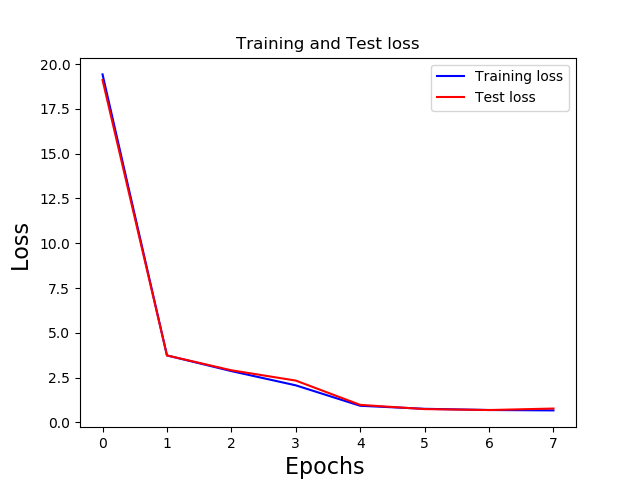 Training and Test loss
Training loss
Test loss
20.0
17.5
15.0
12.5
10.0
7.5
5.0
2.5
0.0
Loss
0 1 2 3 4 5 6 7
Epochs